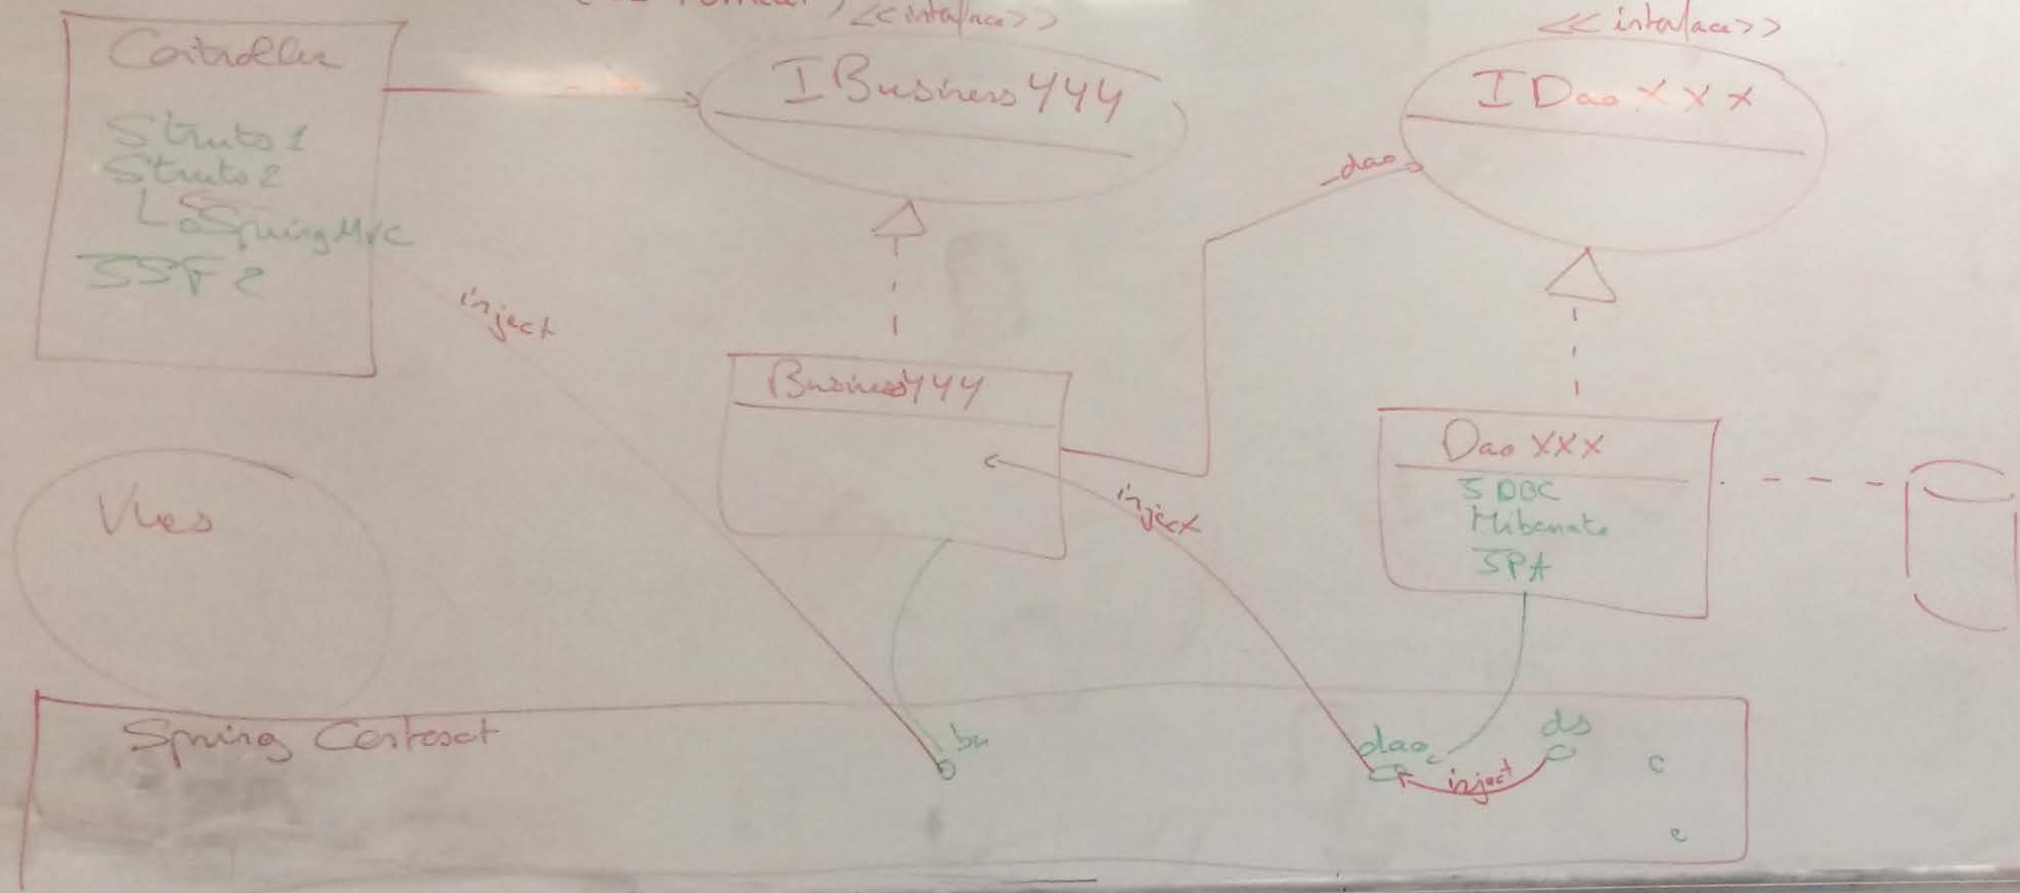 <<interface>>
<<interface>>
Controller
Struts1
Struts2
SpringMVC
JSF2
IBusinessYYY
IDaoXXX
dao
inject
BusinessYYY
inject
DaoXXX
JDBC
Hibernate
JPA
Vues
Spring Context
bu
dao
ds
inject